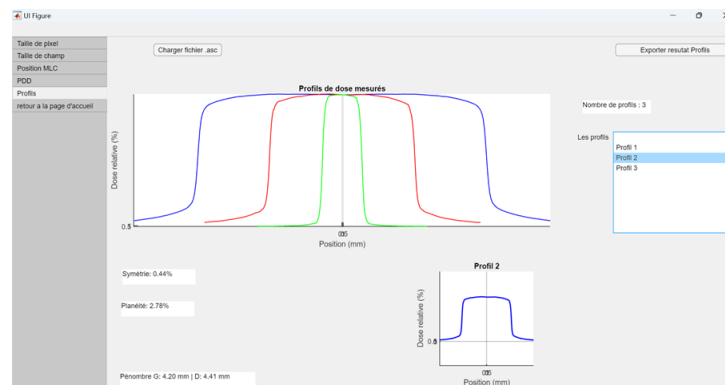 UI Figure
Taille de pixel
Taille de champ
Position MLC
PDD
Profils
retour a la page d'accueil
Charger fichier .asc
Exporter resutat Profils
Profils de dose mesurés
Dose relative (%)
0.5
Position (mm)
Nombre de profils : 3
Les profils
Profil 1
Profil 2
Profil 3
Symétrie: 0.44%
Planéité: 2.78%
Pénombre G: 4.20 mm | D: 4.41 mm
Profil 2
Dose relative (%)
Position (mm)